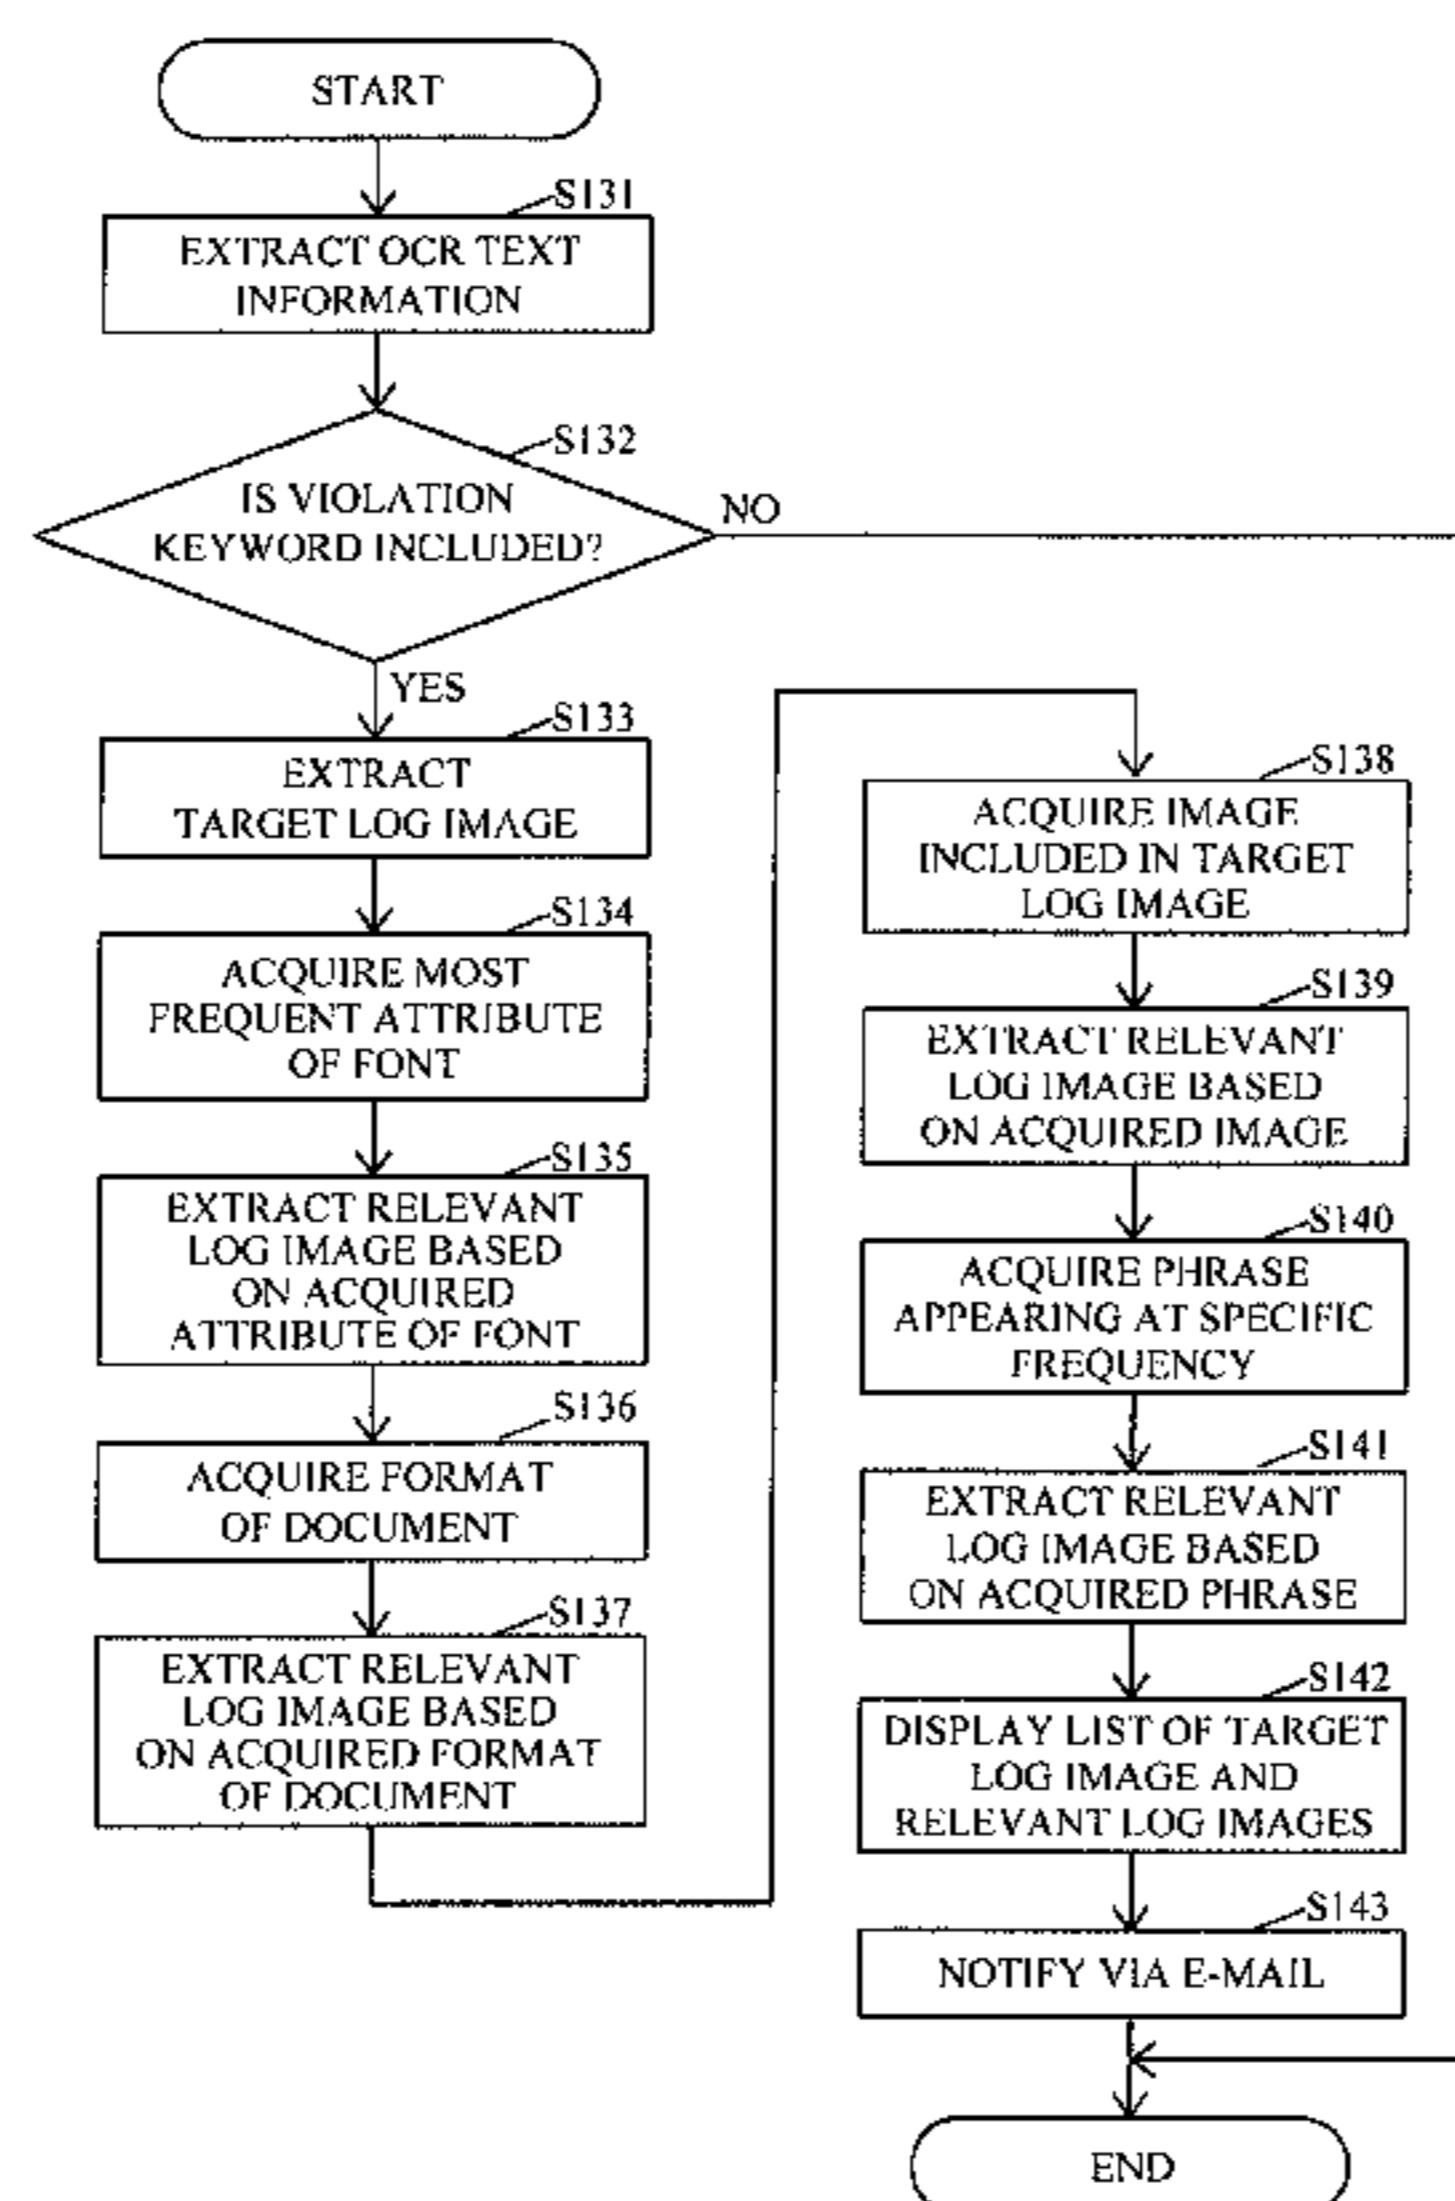 START
S131
EXTRACT OCR TEXT
INFORMATION
S132
IS VIOLATION
KEYWORD INCLUDED?
NO
YES
S133
EXTRACT
TARGET LOG IMAGE
S134
ACQUIRE MOST
FREQUENT ATTRIBUTE
OF FONT
S135
EXTRACT RELEVANT
LOG IMAGE BASED
ON ACQUIRED
ATTRIBUTE OF FONT
S136
ACQUIRE FORMAT
OF DOCUMENT
S137
EXTRACT RELEVANT
LOG IMAGE BASED
ON ACQUIRED FORMAT
OF DOCUMENT
S138
ACQUIRE IMAGE
INCLUDED IN TARGET
LOG IMAGE
S139
EXTRACT RELEVANT
LOG IMAGE BASED
ON ACQUIRED IMAGE
S140
ACQUIRE PHRASE
APPEARING AT SPECIFIC
FREQUENCY
S141
EXTRACT RELEVANT
LOG IMAGE BASED
ON ACQUIRED PHRASE
S142
DISPLAY LIST OF TARGET
LOG IMAGE AND
RELEVANT LOG IMAGES
S143
NOTIFY VIA E-MAIL
END